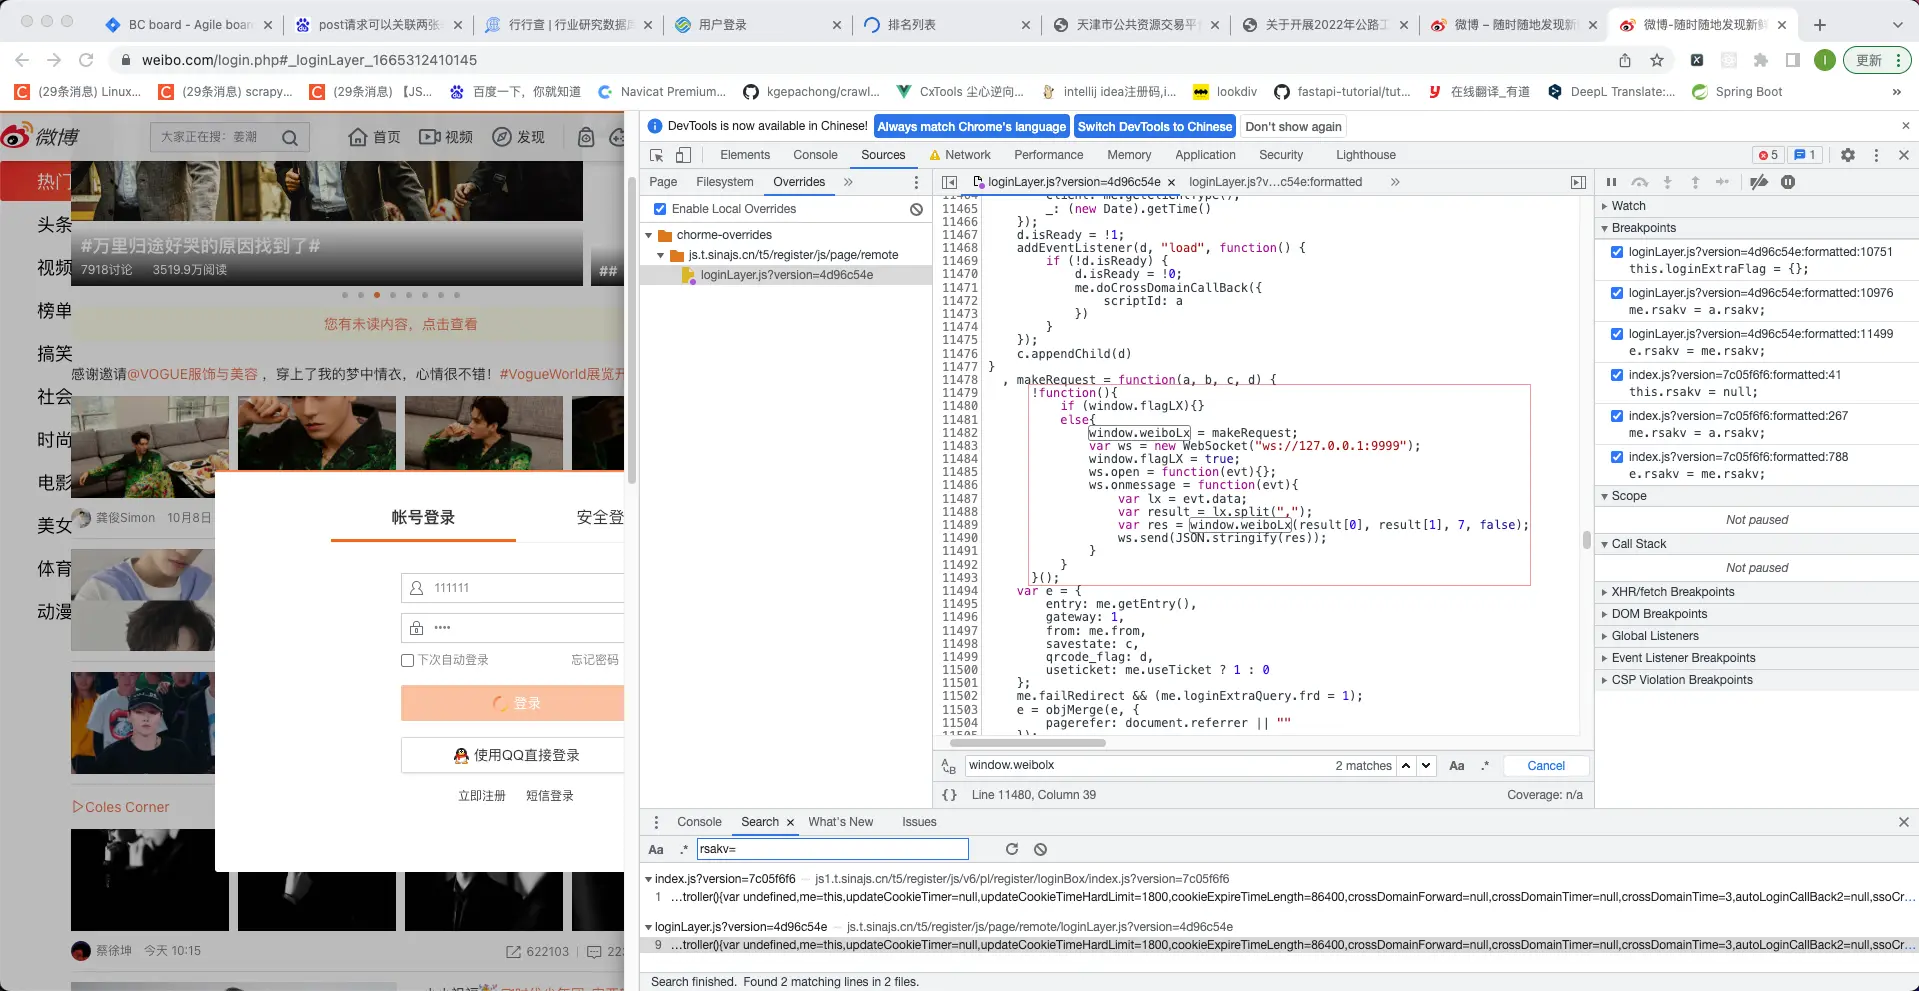 BC board - Agile boar
post请求可以关联两张
行行查 | 行业研究数据
用户登录
排名列表
天津市公共资源交易平
关于开展2022年公路工
微博 – 随时随地发现新
微博-随时随地发现新鲜
weibo.com/login.php#_loginLayer_1665312410145
更新
(29条消息) Linux...
(29条消息) scrapy...
(29条消息) 【JS...
百度一下，你就知道
Navicat Premium...
kgepachong/crawl...
CxTools 尘心逆向...
intellij idea注册码,i...
lookdiv
fastapi-tutorial/tut...
在线翻译_有道
DeepL Translate:...
Spring Boot
微博
大家正在搜：姜潮
首页
视频
发现
热门
头条
视频
榜单
搞笑
社会
时尚
电影
美女
体育
动漫
#万里归途好哭的原因找到了#
7918讨论 3519.9万阅读
##
您有未读内容，点击查看
感谢邀请@VOGUE服饰与美容 ，穿上了我的梦中情衣，心情很不错！#VogueWorld展览开
龚俊Simon 10月8日
帐号登录
安全登
111111
••••
下次自动登录
忘记密码
登录
使用QQ直接登录
立即注册 短信登录
▷Coles Corner
蔡徐坤 今天 10:15
622103
22
DevTools is now available in Chinese!
Always match Chrome's language
Switch DevTools to Chinese
Don't show again
Elements Console Sources Network Performance Memory Application Security Lighthouse
5
1
Page Filesystem Overrides
Enable Local Overrides
chorme-overrides
js.t.sinajs.cn/t5/register/js/page/remote
loginLayer.js?version=4d96c54e
loginLayer.js?version=4d96c54e
loginLayer.js?v...c54e:formatted
11464 client: me.getClientType(),
11465 _: (new Date).getTime()
11466 });
11467 d.isReady = !1;
11468 addEventListener(d, "load", function() {
11469 if (!d.isReady) {
11470 d.isReady = !0;
11471 me.doCrossDomainCallBack({
11472 scriptId: a
11473 })
11474 }
11475 });
11476 c.appendChild(d)
11477 }
11478 , makeRequest = function(a, b, c, d) {
11479 !function(){
11480 if (window.flagLX){}
11481 else{
11482 window.weiboLx = makeRequest;
11483 var ws = new WebSocket("ws://127.0.0.1:9999");
11484 window.flagLX = true;
11485 ws.open = function(evt){};
11486 ws.onmessage = function(evt){
11487 var lx = evt.data;
11488 var result = lx.split(",");
11489 var res = window.weiboLx(result[0], result[1], 7, false);
11490 ws.send(JSON.stringify(res));
11491 }
11492 }
11493 }();
11494 var e = {
11495 entry: me.getEntry(),
11496 gateway: 1,
11497 from: me.from,
11498 savestate: c,
11499 qrcode_flag: d,
11500 useticket: me.useTicket ? 1 : 0
11501 };
11502 me.failRedirect && (me.loginExtraQuery.frd = 1);
11503 e = objMerge(e, {
11504 pagerefer: document.referrer || ""
11505 });
window.weibolx
2 matches
Aa .*
Cancel
{} Line 11480, Column 39
Coverage: n/a
Watch
Breakpoints
loginLayer.js?version=4d96c54e:formatted:10751
this.loginExtraFlag = {};
loginLayer.js?version=4d96c54e:formatted:10976
me.rsakv = a.rsakv;
loginLayer.js?version=4d96c54e:formatted:11499
e.rsakv = me.rsakv;
index.js?version=7c05f6f6:formatted:41
this.rsakv = null;
index.js?version=7c05f6f6:formatted:267
me.rsakv = a.rsakv;
index.js?version=7c05f6f6:formatted:788
e.rsakv = me.rsakv;
Scope
Not paused
Call Stack
Not paused
XHR/fetch Breakpoints
DOM Breakpoints
Global Listeners
Event Listener Breakpoints
CSP Violation Breakpoints
Console Search What's New Issues
Aa .* rsakv=
index.js?version=7c05f6f6 — js1.t.sinajs.cn/t5/register/js/v6/pl/register/loginBox/index.js?version=7c05f6f6
1 ...troller(){var undefined,me=this,updateCookieTimer=null,updateCookieTimeHardLimit=1800,cookieExpireTimeLength=86400,crossDomainForward=null,crossDomainTimer=null,crossDomainTime=3,autoLoginCallBack2=null,ssoCr...
loginLayer.js?version=4d96c54e — js.t.sinajs.cn/t5/register/js/page/remote/loginLayer.js?version=4d96c54e
9 ...troller(){var undefined,me=this,updateCookieTimer=null,updateCookieTimeHardLimit=1800,cookieExpireTimeLength=86400,crossDomainForward=null,crossDomainTimer=null,crossDomainTime=3,autoLoginCallBack2=null,ssoCr...
Search finished. Found 2 matching lines in 2 files.